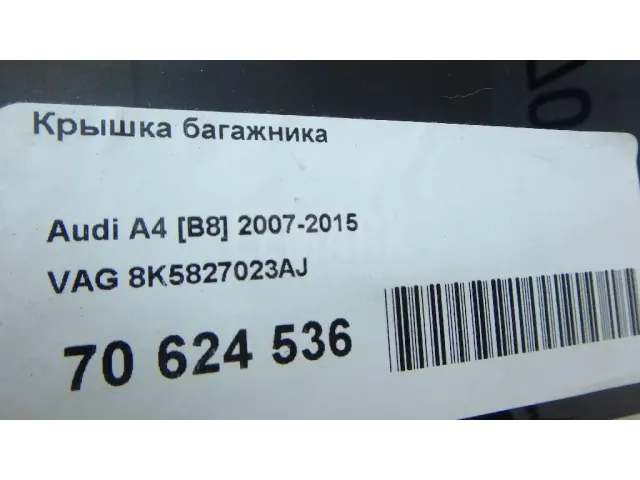 Крышка багажника
Audi A4 [B8] 2007-2015
VAG 8K5827023AJ
70 624 536